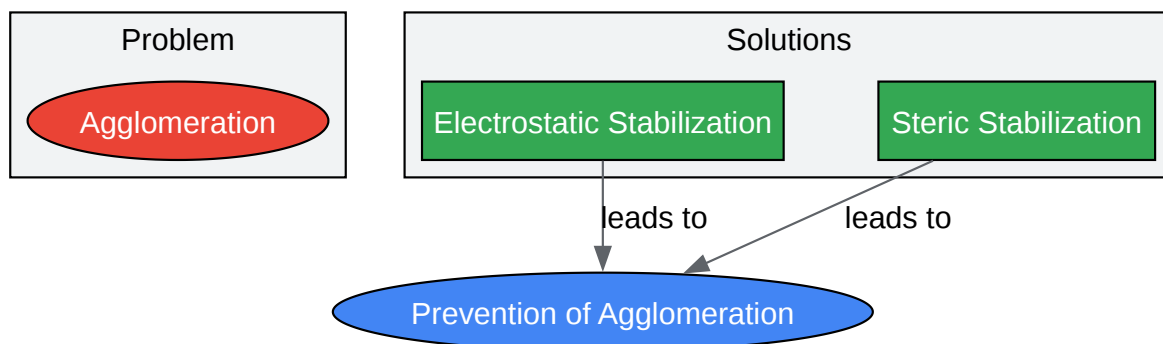 Problem
Solutions
Agglomeration
Electrostatic Stabilization
Steric Stabilization
leads to
leads to
Prevention of Agglomeration